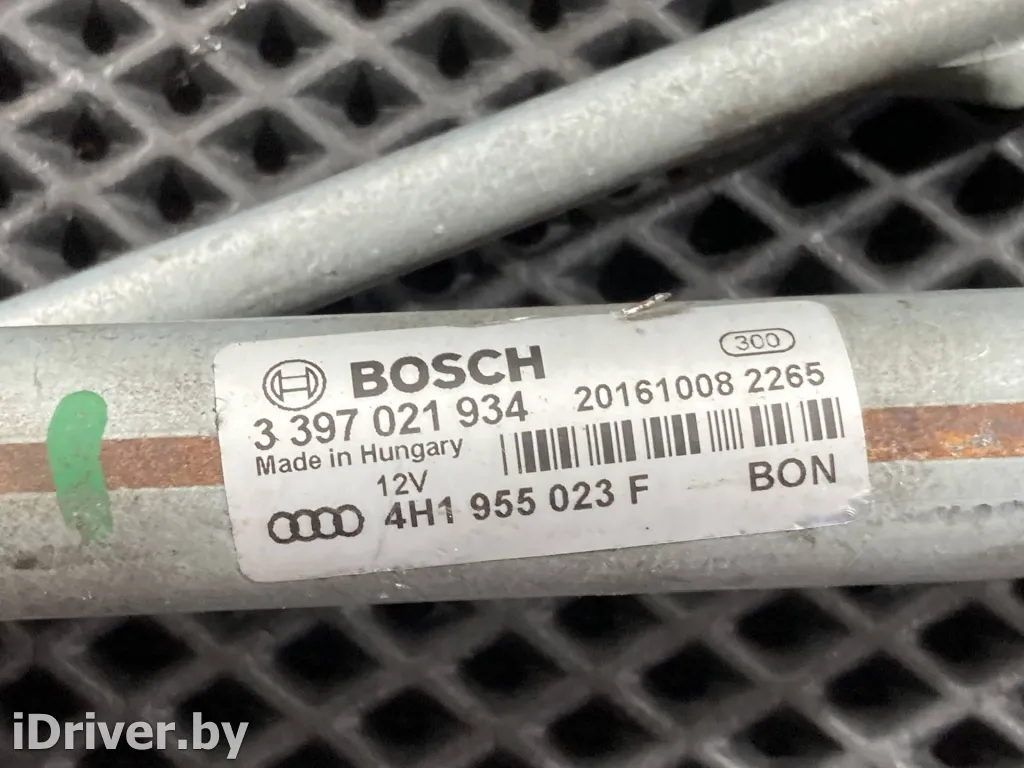 300
BOSCH
20161008 2265
3 397 021 934
Made in Hungary
12V
4H1 955 023 F
BON
iDriver.by